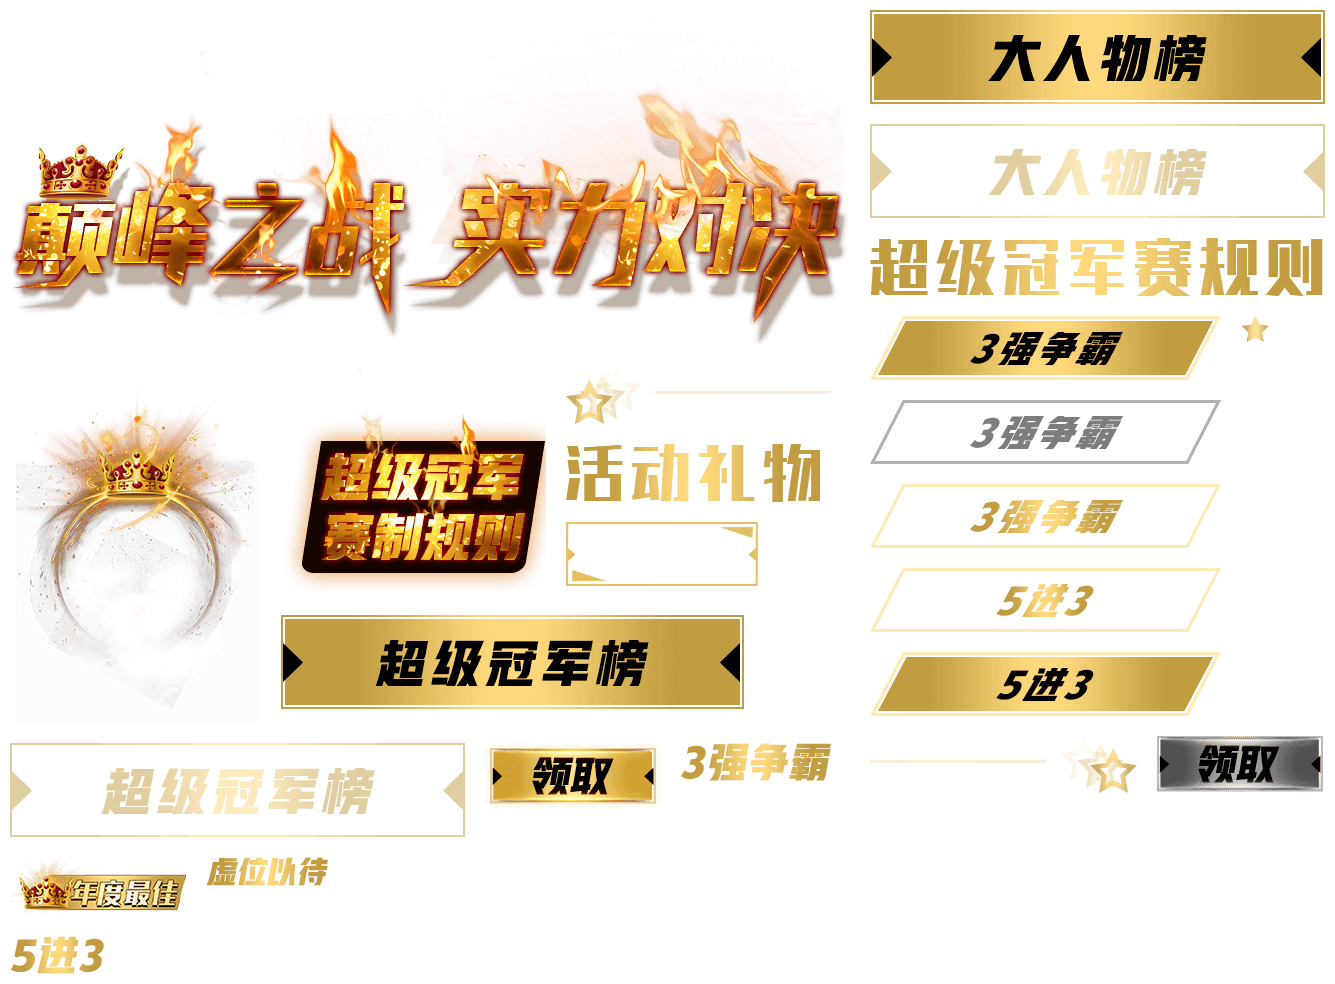 巅峰之战 实力对决
大人物榜
大人物榜
超级冠军赛规则
3强争霸
3强争霸
3强争霸
5进3
5进3
超级冠军
赛制规则
活动礼物
超级冠军榜
超级冠军榜
领取
3强争霸
领取
年度最佳
虚位以待
5进3